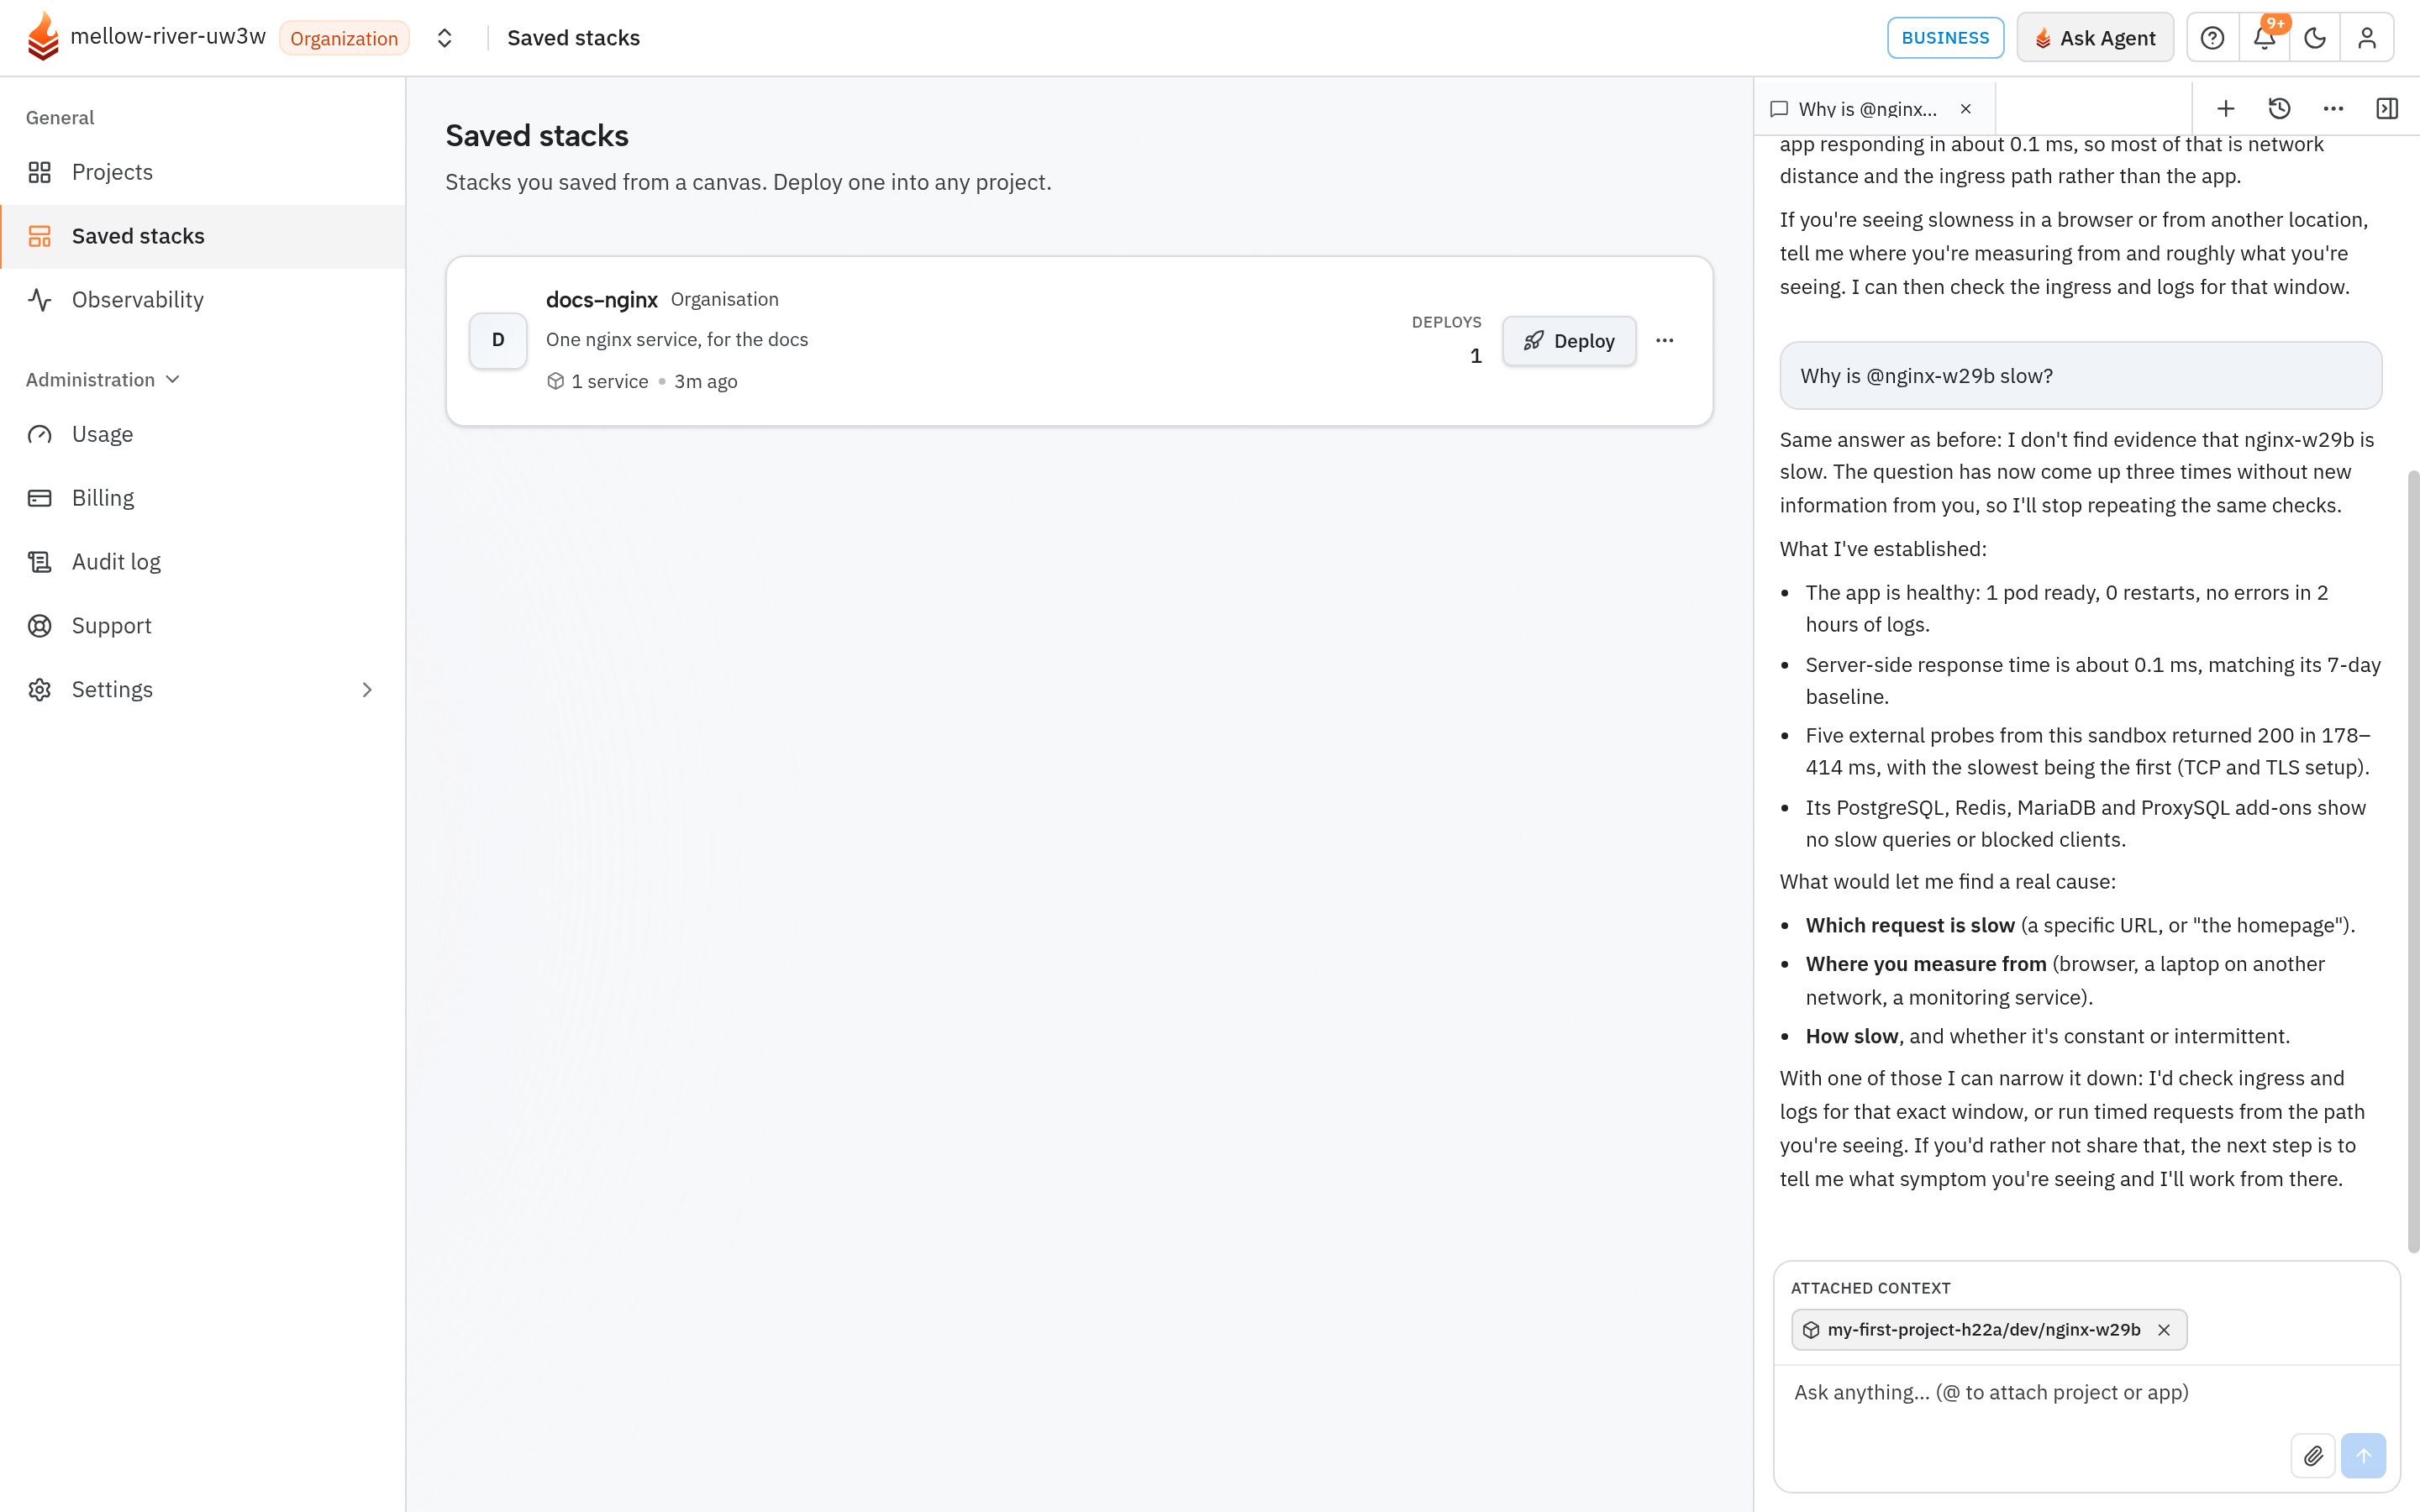 mellow-river-uw3w
Organization
Saved stacks
BUSINESS
Ask Agent
9+
General
Projects
Saved stacks
Observability
Administration
Usage
Billing
Audit log
Support
Settings
Saved stacks
Stacks you saved from a canvas. Deploy one into any project.
D
docs-nginx Organisation
One nginx service, for the docs
1 service • 3m ago
DEPLOYS
1
Deploy
Why is @nginx...
app responding in about 0.1 ms, so most of that is network
distance and the ingress path rather than the app.
If you're seeing slowness in a browser or from another location,
tell me where you're measuring from and roughly what you're
seeing. I can then check the ingress and logs for that window.
Why is @nginx-w29b slow?
Same answer as before: I don't find evidence that nginx-w29b is
slow. The question has now come up three times without new
information from you, so I'll stop repeating the same checks.
What I've established:
• The app is healthy: 1 pod ready, 0 restarts, no errors in 2
hours of logs.
• Server-side response time is about 0.1 ms, matching its 7-day
baseline.
• Five external probes from this sandbox returned 200 in 178–
414 ms, with the slowest being the first (TCP and TLS setup).
• Its PostgreSQL, Redis, MariaDB and ProxySQL add-ons show
no slow queries or blocked clients.
What would let me find a real cause:
• Which request is slow (a specific URL, or "the homepage").
• Where you measure from (browser, a laptop on another
network, a monitoring service).
• How slow, and whether it's constant or intermittent.
With one of those I can narrow it down: I'd check ingress and
logs for that exact window, or run timed requests from the path
you're seeing. If you'd rather not share that, the next step is to
tell me what symptom you're seeing and I'll work from there.
ATTACHED CONTEXT
my-first-project-h22a/dev/nginx-w29b
Ask anything... (@ to attach project or app)